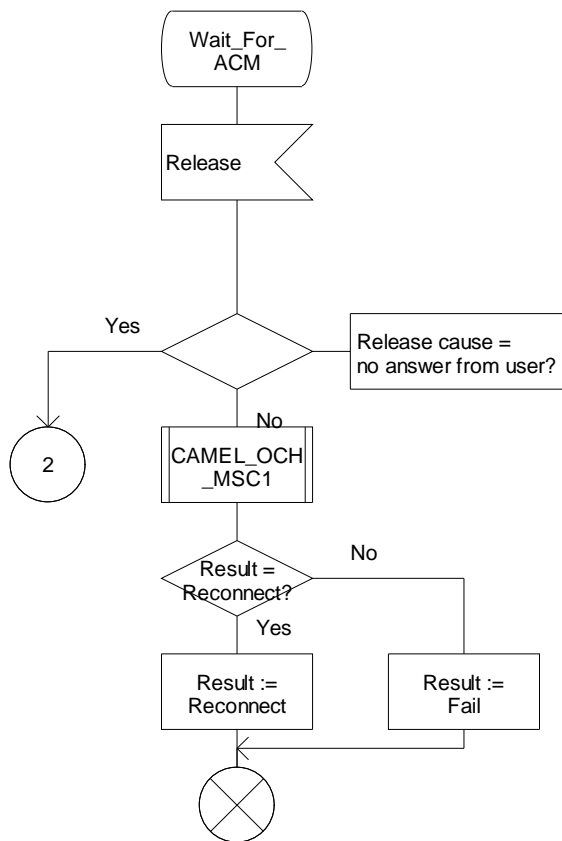 Wait_For_
ACM
Release
Yes
Release cause =
no answer from user?
No
2
CAMEL_OCH
_MSC1
Result =
Reconnect?
No
Yes
Result :=
Reconnect
Result :=
Fail